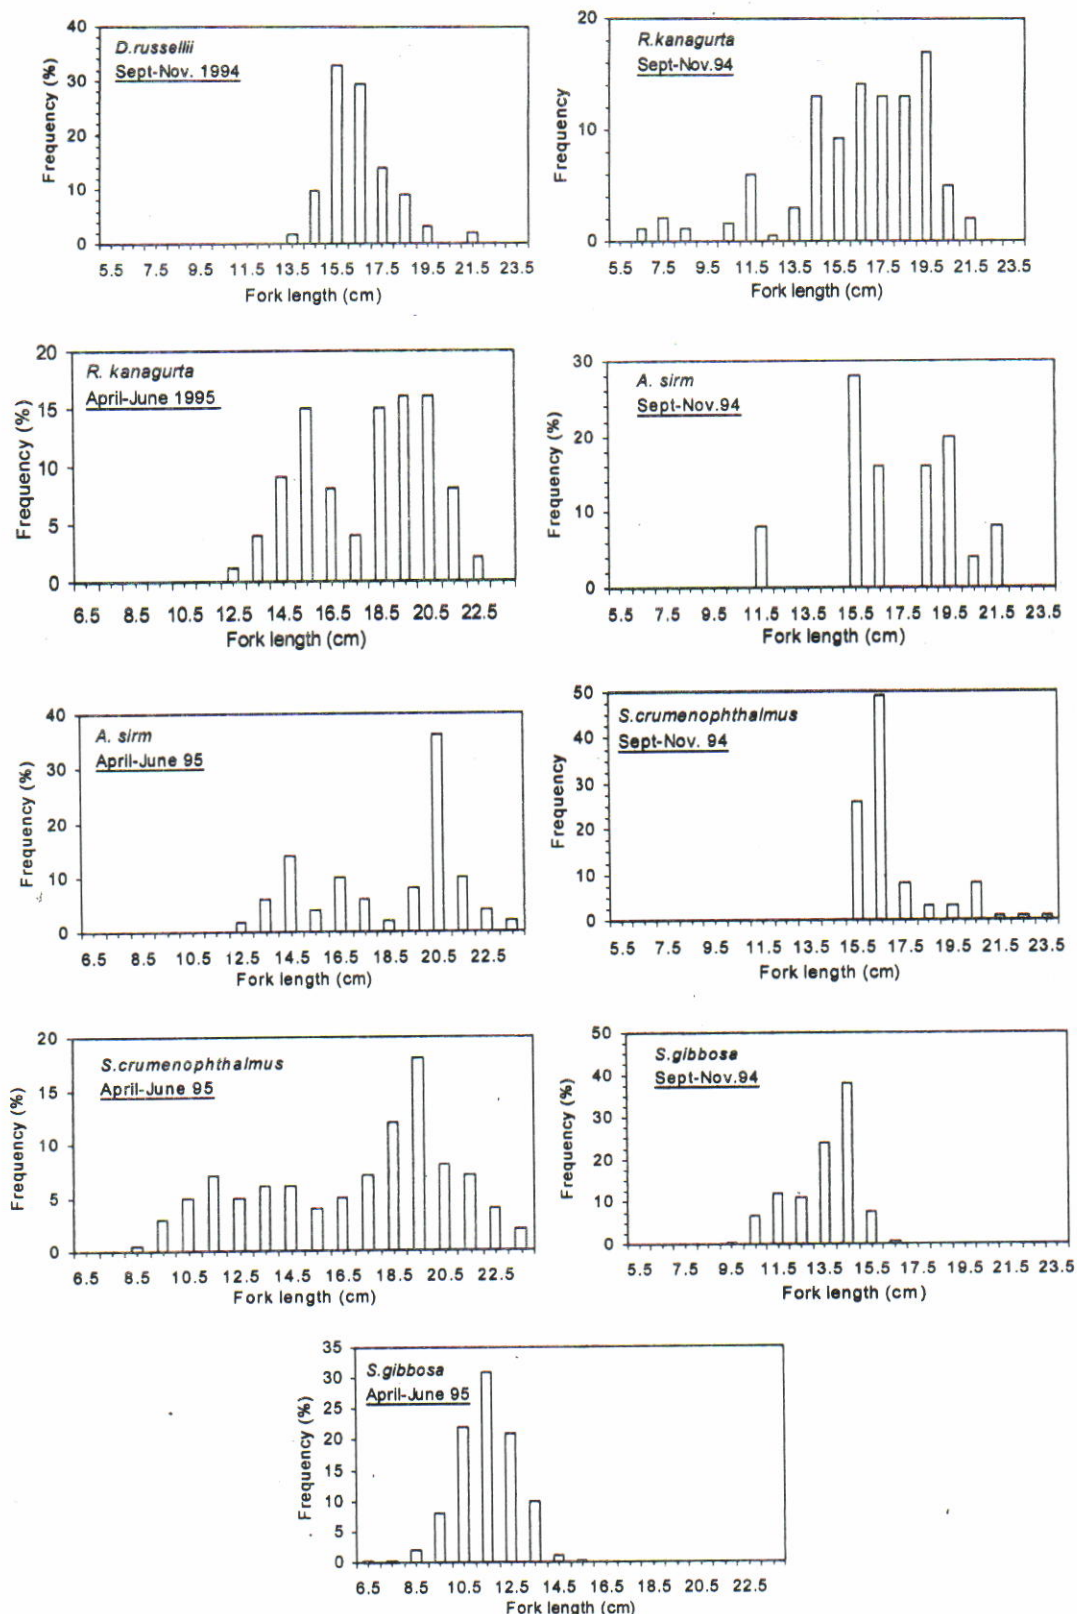 D.russellii
Sept-Nov. 1994
Frequency (%)
40
30
20
10
0
5.5 7.5 9.5 11.5 13.5 15.5 17.5 19.5 21.5 23.5
Fork length (cm)
R.kanagurta
Sept-Nov.94
Frequency
20
10
0
5.5 7.5 9.5 11.5 13.5 15.5 17.5 19.5 21.5 23.5
Fork length (cm)
R. kanagurta
April-June 1995
Frequency (%)
20
15
10
5
0
6.5 8.5 10.5 12.5 14.5 16.5 18.5 20.5 22.5
Fork length (cm)
A. sirm
Sept-Nov.94
Frequency (%)
30
20
10
0
5.5 7.5 9.5 11.5 13.5 15.5 17.5 19.5 21.5 23.5
Fork length (cm)
A. sirm
April-June 95
Frequency (%)
40
30
20
10
0
6.5 8.5 10.5 12.5 14.5 16.5 18.5 20.5 22.5
Fork length (cm)
S.crumenophthalmus
Sept-Nov. 94
Frequency
50
40
30
20
10
0
5.5 7.5 9.5 11.5 13.5 15.5 17.5 19.5 21.5 23.5
Fork length (cm)
S.crumenophthalmus
April-June 95
Frequency (%)
20
15
10
5
0
6.5 8.5 10.5 12.5 14.5 16.5 18.5 20.5 22.5
Fork length (cm)
S.gibbosa
Sept-Nov.94
Frequency (%)
50
40
30
20
10
0
5.5 7.5 9.5 11.5 13.5 15.5 17.5 19.5 21.5 23.5
Fork length (cm)
S.gibbosa
April-June 95
Frequency (%)
35
30
25
20
15
10
5
0
6.5 8.5 10.5 12.5 14.5 16.5 18.5 20.5 22.5
Fork length (cm)